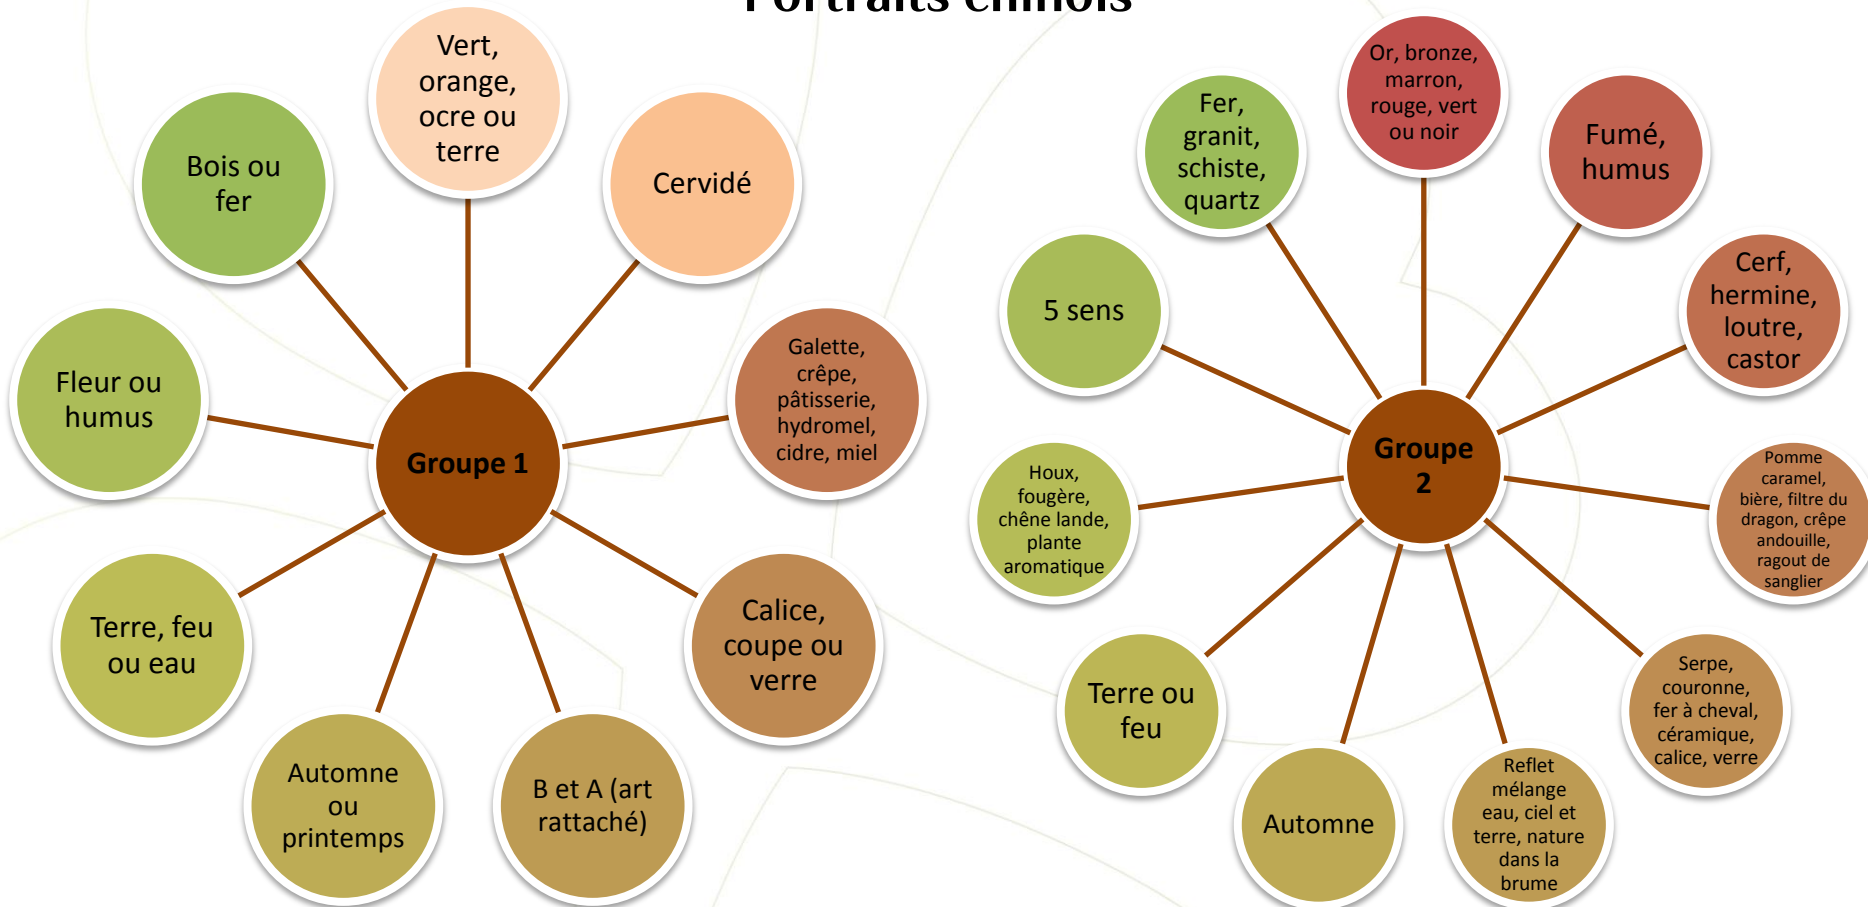 Portraits Chinois
Vert,
orange,
ocre ou
terre
Cervidé
Galette,
crêpe,
pâtisserie,
hydromel,
cidre, miel
Calice,
coupe ou
verre
B et A (art
rattaché)
Automne
ou
printemps
Terre, feu
ou eau
Fleur ou
humus
Bois ou
fer
Groupe 1
Or, bronze,
marron,
rouge, vert
ou noir
Fumé,
humus
Cerf,
hermine,
loutre,
castor
Pomme
caramel,
bière, filtre du
dragon, crêpe
andouille,
ragout de
sanglier
Serpe,
couronne,
fer à cheval,
céramique,
calice, verre
Reflet
mélange
eau, ciel et
terre, nature
dans la
brume
Automne
Terre ou
feu
Houx,
fougère,
chêne lande,
plante
aromatique
5 sens
Fer,
granit,
schiste,
quartz
Groupe
2